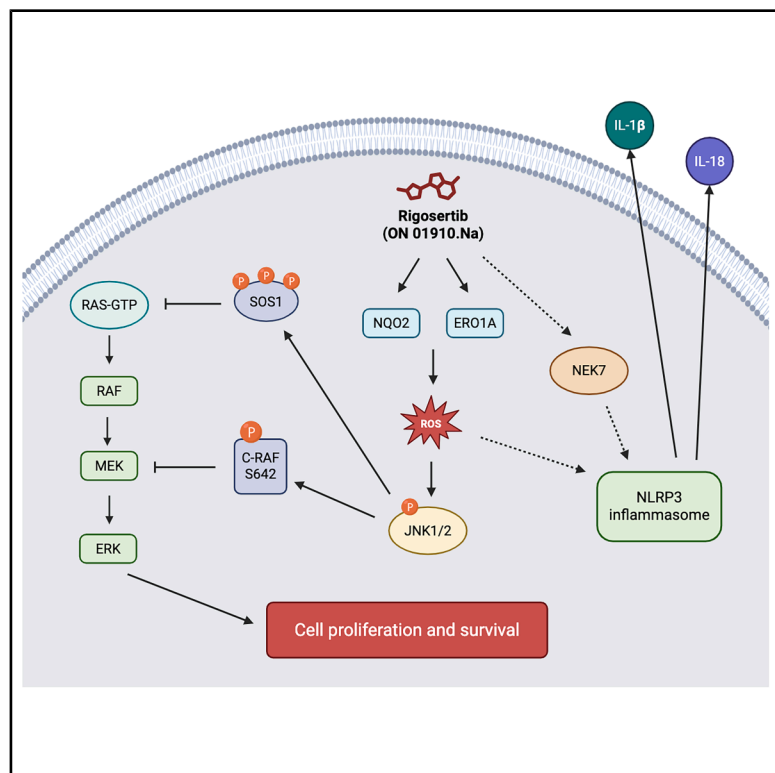 IL-1β
IL-18
Rigosertib
(ON 01910.Na)
P P P
SOS1
RAS-GTP
NQO2
ERO1A
NEK7
RAF
ROS
P
C-RAF
S642
MEK
NLRP3
inflammasome
P
JNK1/2
ERK
Cell proliferation and survival